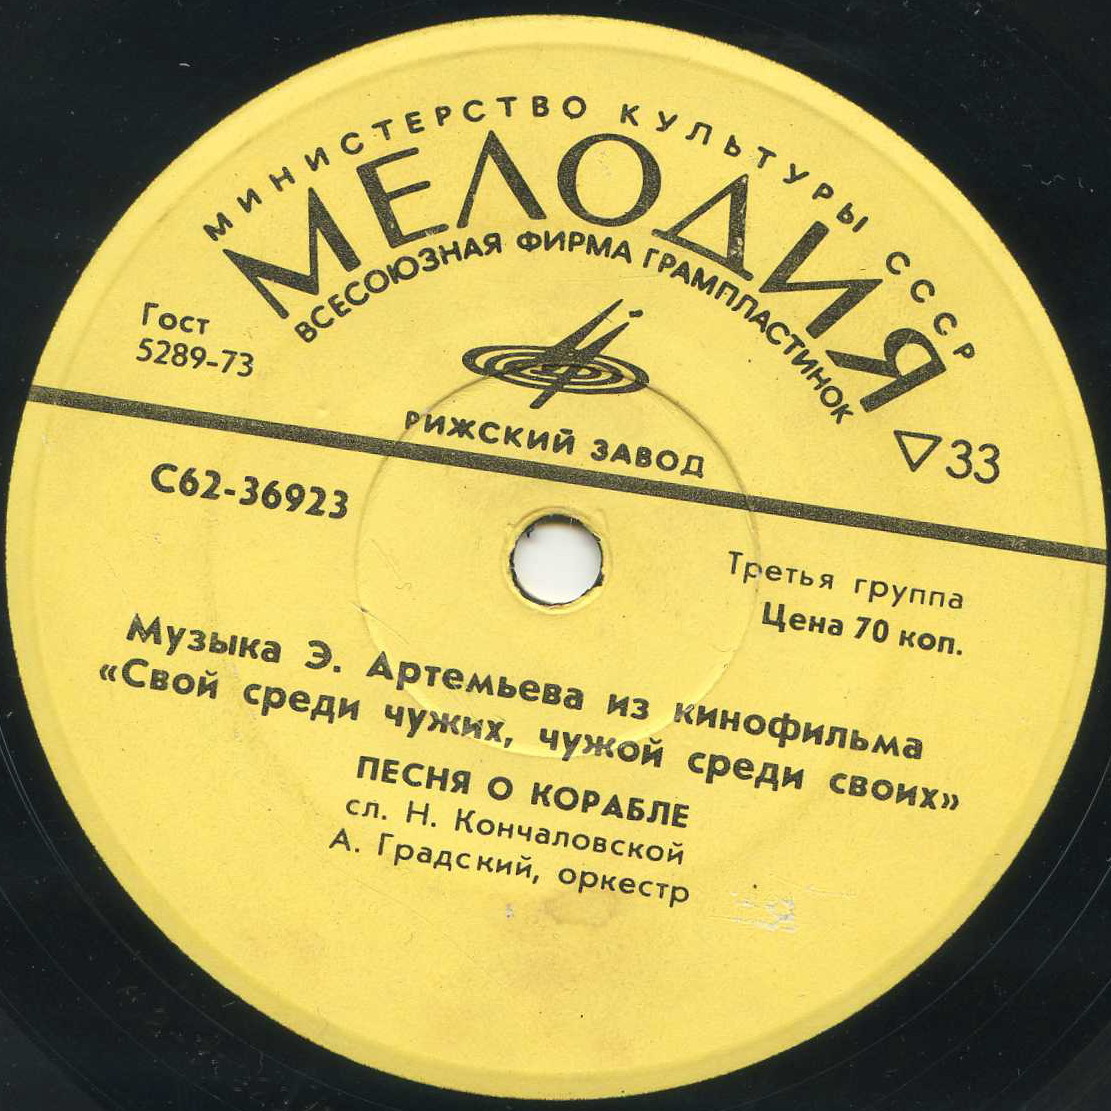 МИНИСТЕРСТВО КУЛЬТУРЫ СССР
МЕЛОДИЯ
ВСЕСОЮЗНАЯ ФИРМА ГРАМПЛАСТИНОК
Гост
5289-73
РИЖСКИЙ ЗАВОД
▽33
С62-36923
Третья группа
Цена 70 коп.
Музыка Э. Артемьева из кинофильма
«Свой среди чужих, чужой среди своих»
ПЕСНЯ О КОРАБЛЕ
сл. Н. Кончаловской
А. Градский, оркестр